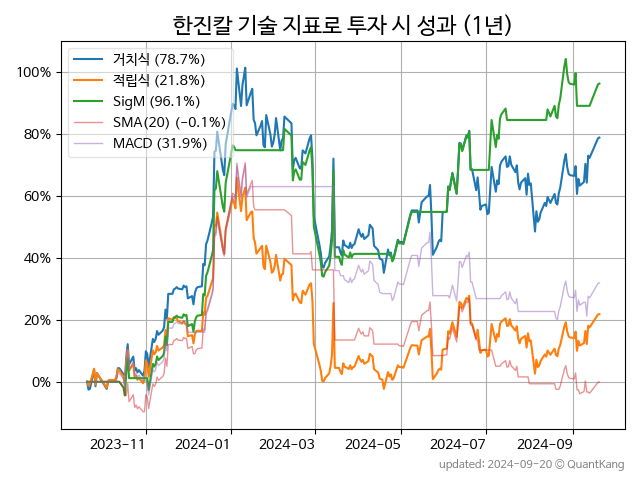 한진칼 기술 지표로 투자 시 성과 (1년)
거치식 (78.7%)
적립식 (21.8%)
SigM (96.1%)
SMA(20) (−0.1%)
MACD (31.9%)
100%
80%
60%
40%
20%
0%
2023-11 2024-01 2024-03 2024-05 2024-07 2024-09
updated: 2024-09-20 © QuantKang